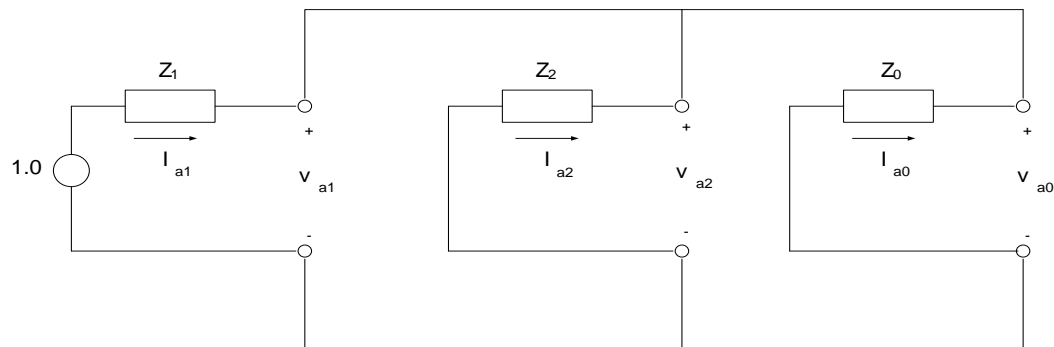 Z1 Z2 Z0
+ + +
1.0 I a1 v a1 I a2 v a2 I a0 v a0
- - -